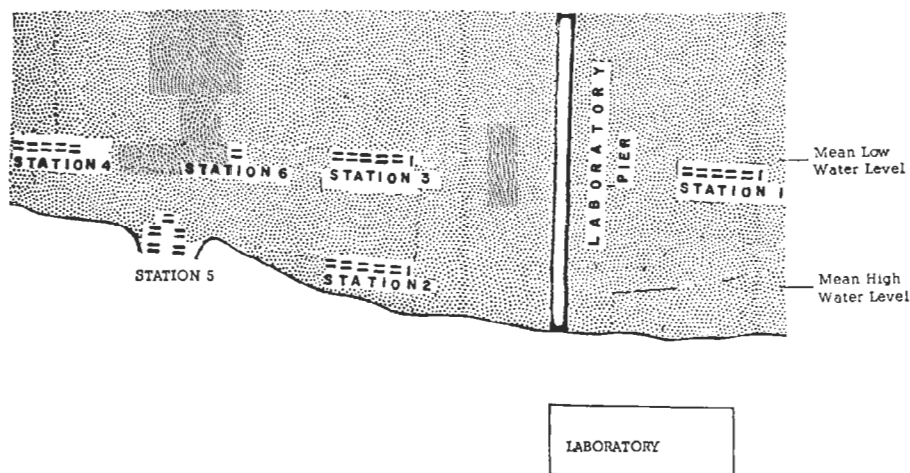 STATION 4
STATION 6
STATION 3
LABORATORY
PIER
STATION 1
Mean Low
Water Level
STATION 5
STATION 2
Mean High
Water Level
LABORATORY